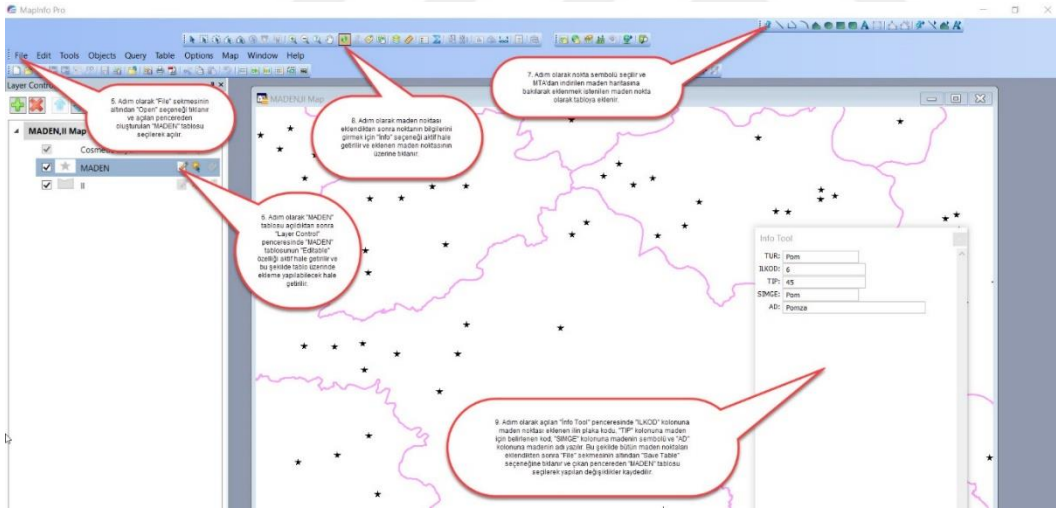 MapInfo Pro
File Edit Tools Objects Query Table Options Map Window Help
Layer Control
MADEN,İl Map
MADEN
İl
MADEN,İl Map
5. Adım olarak "File" sekmesinin
altından "Open" seçeneği tıklanır
ve açılan pencereden
oluşturulan "MADEN" tablosu
seçilerek açılır.
6. Adım olarak "MADEN"
tablosu açıldıktan sonra
"Layer Control"
penceresinde "MADEN"
tablosunun "Editable"
özelliği aktif hale getirilir ve
bu şekilde tablo üzerinde
ekleme yapılabilecek hale
getirilir.
7. Adım olarak nokta sembolü seçilir ve
MTA'dan indirilen maden haritasına
bakılarak eklenmek istenilen maden nokta
olarak tabloya eklenir.
8. Adım olarak maden noktası
eklendikten sonra noktanın bilgilerini
girmek için "Info" seçeneği aktif hale
getirilir ve eklenen maden noktasının
üzerine tıklanır.
Info Tool
TUR: Pom
ILKOD: 6
TIP: 45
SIMGE: Pom
AD: Pomza
9. Adım olarak açılan "Info Tool" penceresinde "ILKOD" kolonuna
maden noktası eklenen ilin plaka kodu, "TIP" kolonuna maden
için belirlenen kod, "SIMGE" kolonuna madenin sembolü ve "AD"
kolonuna madenin adı yazılır. Bu şekilde bütün maden noktaları
eklendikten sonra "File" sekmesinin altından "Save Table"
seçeneğine tıklanır ve çıkan pencereden "MADEN" tablosu
seçilerek yapılan değişiklikler kaydedilir.